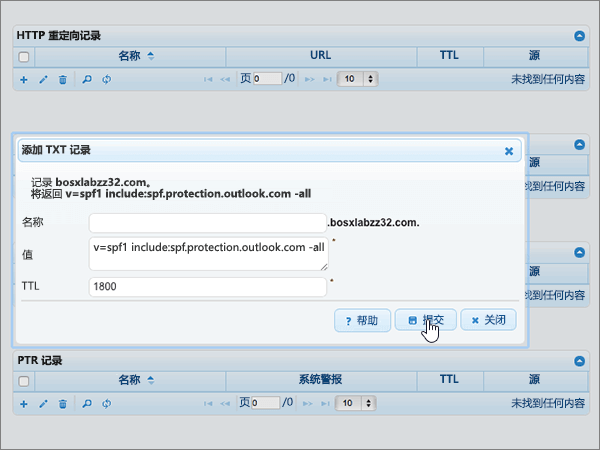 HTTP 重定向记录
名称 URL TTL 源
页 0 /0 10 未找到任何内容
添加 TXT 记录
源
记录 bosxlabzz32.com。
将返回 v=spf1 include:spf.protection.outlook.com -all
未找到任何内容
名称 .bosxlabzz32.com.
值 v=spf1 include:spf.protection.outlook.com -all *
源
TTL 1800 *
未找到任何内容
? 帮助 提交 关闭
PTR 记录
名称 系统警报 TTL 源
页 0 /0 10 未找到任何内容